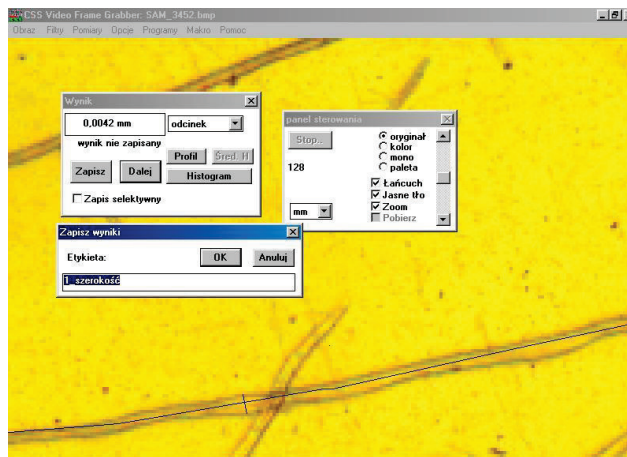 CSS Video Frame Grabber: SAM_3452.bmp
Obraz Filtry Pomiary Opcje Programy Makro Pomoc
Wynik
0,0042 mm odcinek
wynik nie zapisany
Profil Śred. H
Zapisz Dalej
Histogram
Zapis selektywny
panel sterowania
Stop... oryginał
kolor
mono
128 paleta
Łańcuch
Jasne tło
mm Zoom
Pobierz
Zapisz wyniki
Etykieta: OK Anuluj
1_szerokość